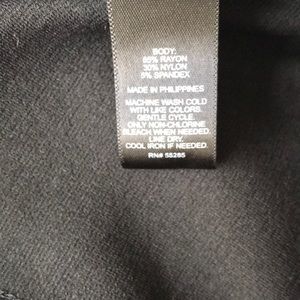 BODY:
65% RAYON
30% NYLON
5% SPANDEX
MADE IN PHILIPPINES
MACHINE WASH COLD
WITH LIKE COLORS.
GENTLE CYCLE.
ONLY NON-CHLORINE
BLEACH WHEN NEEDED.
LINE DRY.
COOL IRON IF NEEDED.
RN# 55285